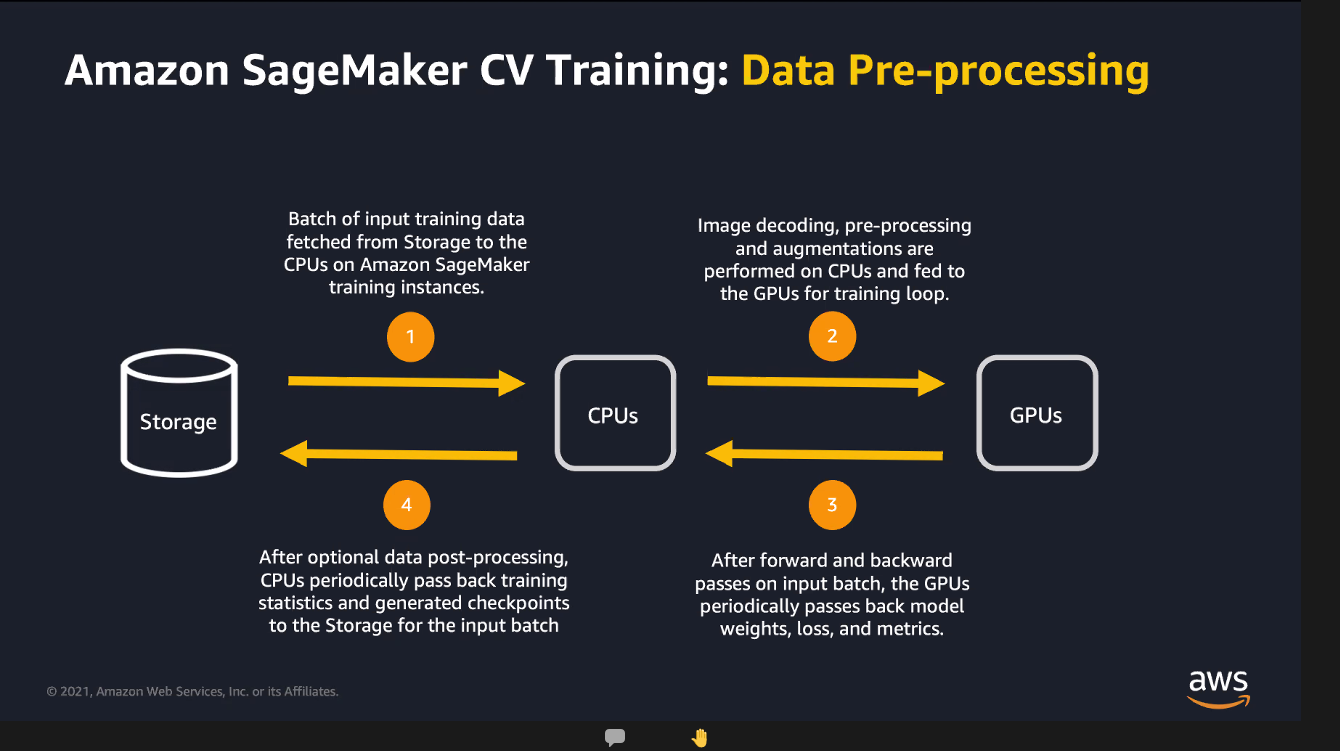 Amazon SageMaker CV Training: Data Pre-processing
Batch of input training data
fetched from Storage to the
CPUs on Amazon SageMaker
training instances.
Image decoding, pre-processing
and augmentations are
performed on CPUs and fed to
the GPUs for training loop.
1
2
Storage
CPUs
GPUs
4
3
After optional data post-processing,
CPUs periodically pass back training
statistics and generated checkpoints
to the Storage for the input batch
After forward and backward
passes on input batch, the GPUs
periodically passes back model
weights, loss, and metrics.
© 2021, Amazon Web Services, Inc. or its Affiliates.
aws